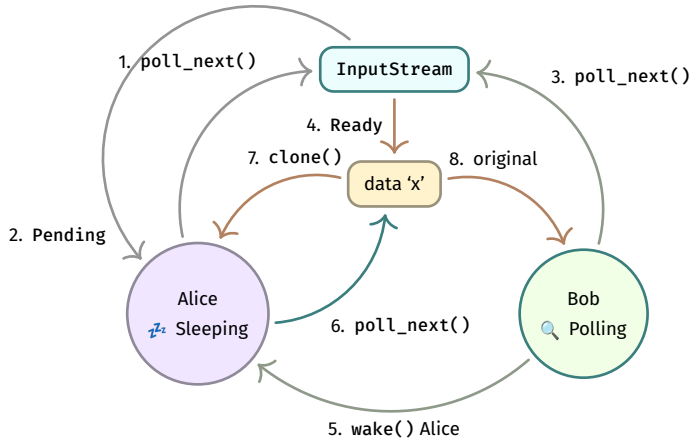 1. poll_next()
InputStream
3. poll_next()
4. Ready
7. clone()
8. original
data ‘x’
2. Pending
Alice
💤 Sleeping
Bob
🔍 Polling
6. poll_next()
5. wake() Alice